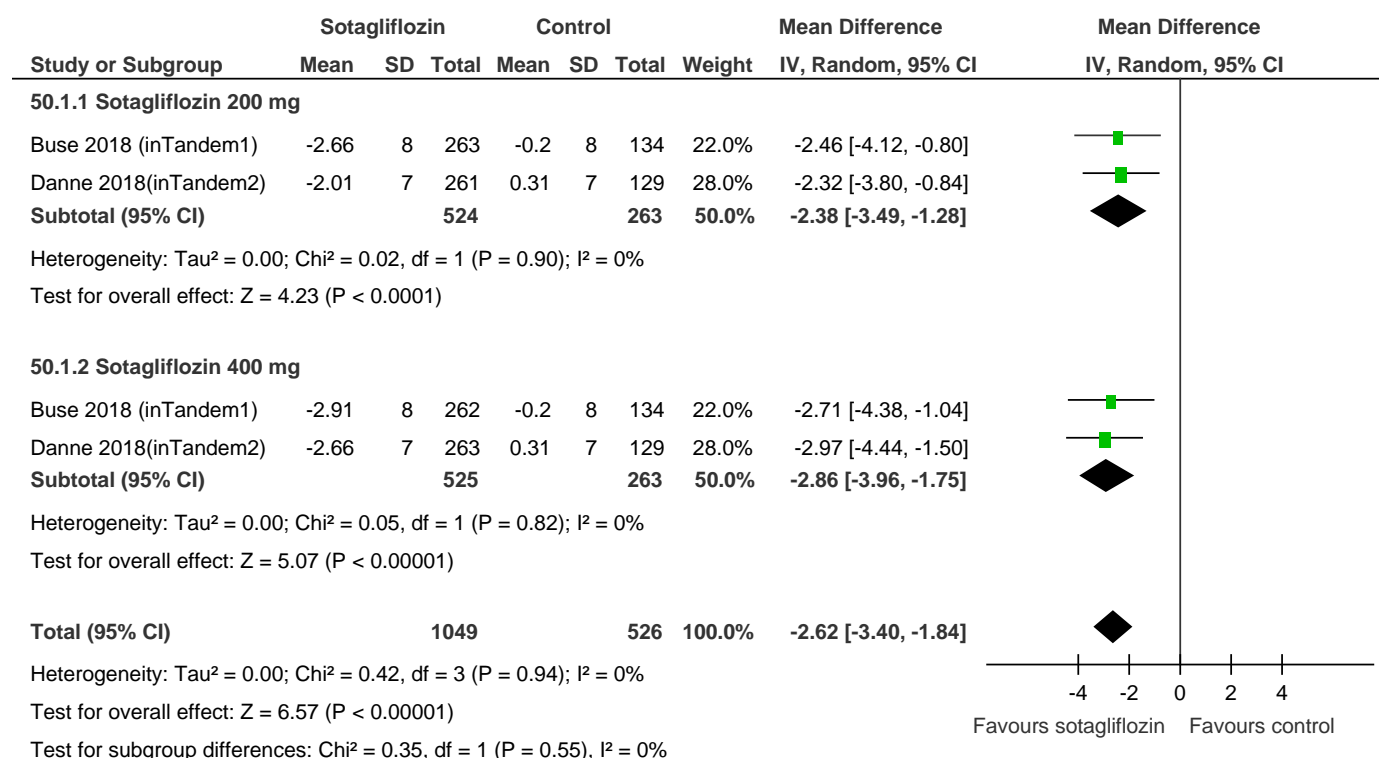 Sotagliflozin Control Mean Difference Mean Difference
Study or Subgroup Mean SD Total Mean SD Total Weight IV, Random, 95% CI IV, Random, 95% CI
50.1.1 Sotagliflozin 200 mg
Buse 2018 (inTandem1) -2.66 8 263 -0.2 8 134 22.0% -2.46 [-4.12, -0.80]
Danne 2018(inTandem2) -2.01 7 261 0.31 7 129 28.0% -2.32 [-3.80, -0.84]
Subtotal (95% CI) 524 263 50.0% -2.38 [-3.49, -1.28]
Heterogeneity: Tau² = 0.00; Chi² = 0.02, df = 1 (P = 0.90); I² = 0%
Test for overall effect: Z = 4.23 (P < 0.0001)
50.1.2 Sotagliflozin 400 mg
Buse 2018 (inTandem1) -2.91 8 262 -0.2 8 134 22.0% -2.71 [-4.38, -1.04]
Danne 2018(inTandem2) -2.66 7 263 0.31 7 129 28.0% -2.97 [-4.44, -1.50]
Subtotal (95% CI) 525 263 50.0% -2.86 [-3.96, -1.75]
Heterogeneity: Tau² = 0.00; Chi² = 0.05, df = 1 (P = 0.82); I² = 0%
Test for overall effect: Z = 5.07 (P < 0.00001)
Total (95% CI) 1049 526 100.0% -2.62 [-3.40, -1.84]
Heterogeneity: Tau² = 0.00; Chi² = 0.42, df = 3 (P = 0.94); I² = 0%
Test for overall effect: Z = 6.57 (P < 0.00001)
Test for subgroup differences: Chi² = 0.35, df = 1 (P = 0.55), I² = 0%
-4 -2 0 2 4
Favours sotagliflozin Favours control